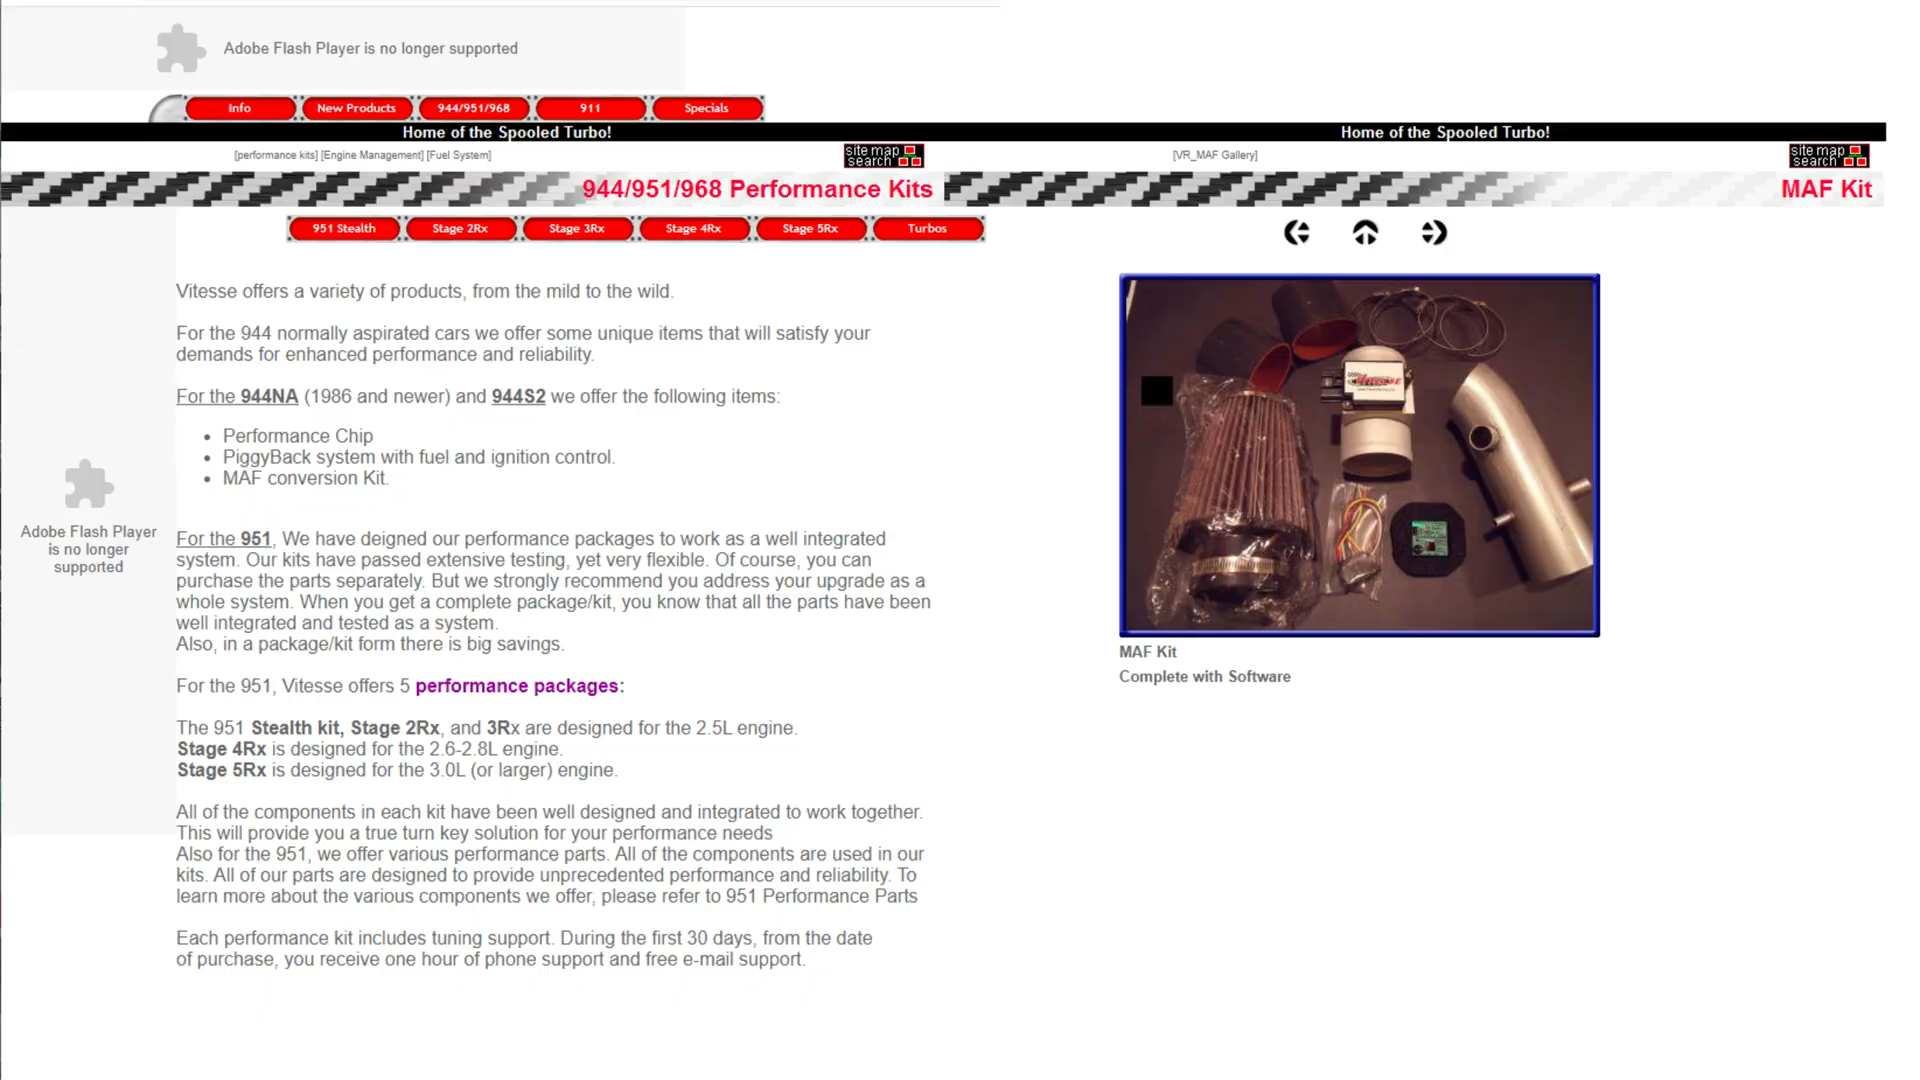 Adobe Flash Player is no longer supported
Info
New Products
944/951/968
911
Specials
Home of the Spooled Turbo!
[performance kits] [Engine Management] [Fuel System]
site map
search
944/951/968 Performance Kits
951 Stealth
Stage 2Rx
Stage 3Rx
Stage 4Rx
Stage 5Rx
Turbos
Adobe Flash Player
is no longer
supported
Vitesse offers a variety of products, from the mild to the wild.
For the 944 normally aspirated cars we offer some unique items that will satisfy your
demands for enhanced performance and reliability.
For the 944NA (1986 and newer) and 944S2 we offer the following items:
• Performance Chip
• PiggyBack system with fuel and ignition control.
• MAF conversion Kit.
For the 951, We have deigned our performance packages to work as a well integrated
system. Our kits have passed extensive testing, yet very flexible. Of course, you can
purchase the parts separately. But we strongly recommend you address your upgrade as a
whole system. When you get a complete package/kit, you know that all the parts have been
well integrated and tested as a system.
Also, in a package/kit form there is big savings.
For the 951, Vitesse offers 5 performance packages:
The 951 Stealth kit, Stage 2Rx, and 3Rx are designed for the 2.5L engine.
Stage 4Rx is designed for the 2.6-2.8L engine.
Stage 5Rx is designed for the 3.0L (or larger) engine.
All of the components in each kit have been well designed and integrated to work together.
This will provide you a true turn key solution for your performance needs
Also for the 951, we offer various performance parts. All of the components are used in our
kits. All of our parts are designed to provide unprecedented performance and reliability. To
learn more about the various components we offer, please refer to 951 Performance Parts
Each performance kit includes tuning support. During the first 30 days, from the date
of purchase, you receive one hour of phone support and free e-mail support.
Home of the Spooled Turbo!
[VR_MAF Gallery]
site map
search
MAF Kit
MAF Kit
Complete with Software